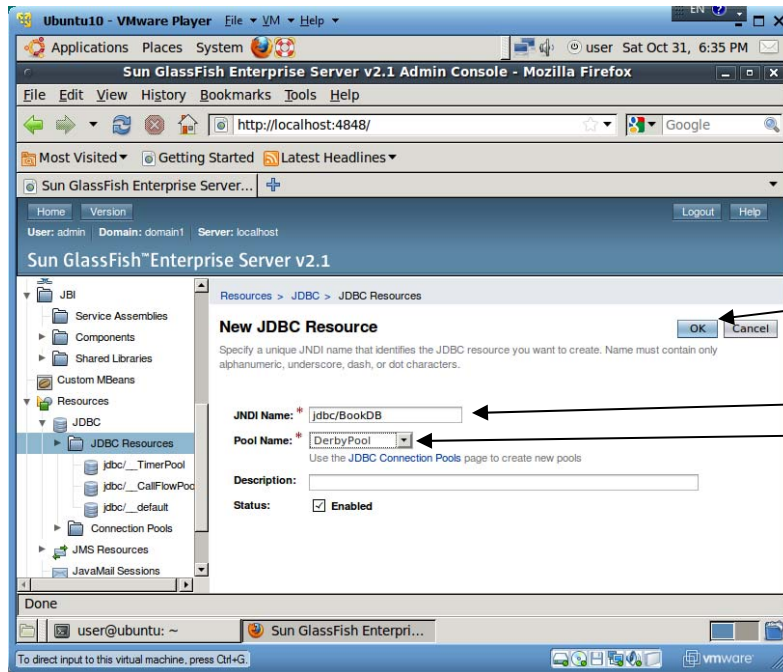 Ubuntu10 - VMware Player File VM Help
EN
Applications Places System user Sat Oct 31, 6:35 PM
Sun GlassFish Enterprise Server v2.1 Admin Console - Mozilla Firefox
File Edit View History Bookmarks Tools Help
http://localhost:4848/ Google
Most Visited Getting Started Latest Headlines
Sun GlassFish Enterprise Server...
Home Version Logout Help
User: admin Domain: domain1 Server: localhost
Sun GlassFish™ Enterprise Server v2.1
JBI
Service Assemblies
Components
Shared Libraries
Custom MBeans
Resources
JDBC
JDBC Resources
jdbc/__TimerPool
jdbc/__CallFlowPoo
jdbc/__default
Connection Pools
JMS Resources
JavaMail Sessions
Resources > JDBC > JDBC Resources
New JDBC Resource OK Cancel
Specify a unique JNDI name that identifies the JDBC resource you want to create. Name must contain only
alphanumeric, underscore, dash, or dot characters.
JNDI Name: * jdbc/BookDB
Pool Name: * DerbyPool
Use the JDBC Connection Pools page to create new pools
Description:
Status: Enabled
Done
user@ubuntu: ~ Sun GlassFish Enterpri...
To direct input to this virtual machine, press Ctrl+G. vmware